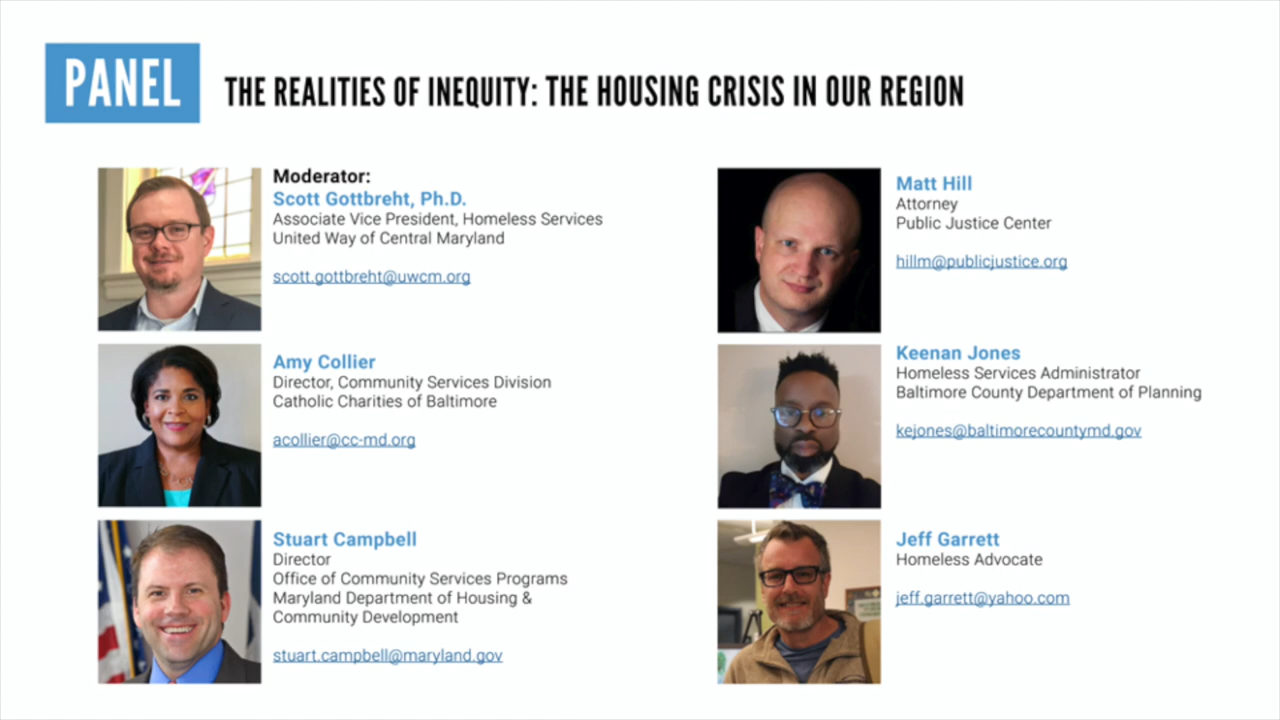 PANEL
THE REALITIES OF INEQUITY: THE HOUSING CRISIS IN OUR REGION
Moderator:
Scott Gottbreht, Ph.D.
Associate Vice President, Homeless Services
United Way of Central Maryland
scott.gottbreht@uwcm.org
Amy Collier
Director, Community Services Division
Catholic Charities of Baltimore
acollier@cc-md.org
Stuart Campbell
Director
Office of Community Services Programs
Maryland Department of Housing &
Community Development
stuart.campbell@maryland.gov
Matt Hill
Attorney
Public Justice Center
hillm@publicjustice.org
Keenan Jones
Homeless Services Administrator
Baltimore County Department of Planning
kejones@baltimorecountymd.gov
Jeff Garrett
Homeless Advocate
jeff.garrett@yahoo.com